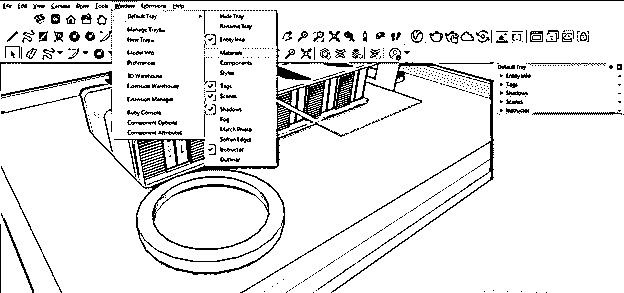 File Edit View Camera Draw Tools Window Extensions Help
Default Tray
Manage Trays...
New Tray...
Model Info
Preferences
3D Warehouse
Extension Warehouse
Extension Manager
Ruby Console
Component Options
Component Attributes
Hide Tray
Rename Tray
Entity Info
Materials
Components
Styles
Tags
Scenes
Shadows
Fog
Match Photo
Soften Edges
Instructor
Outliner
Default Tray
Entity Info
Tags
Shadows
Scenes
Instructor